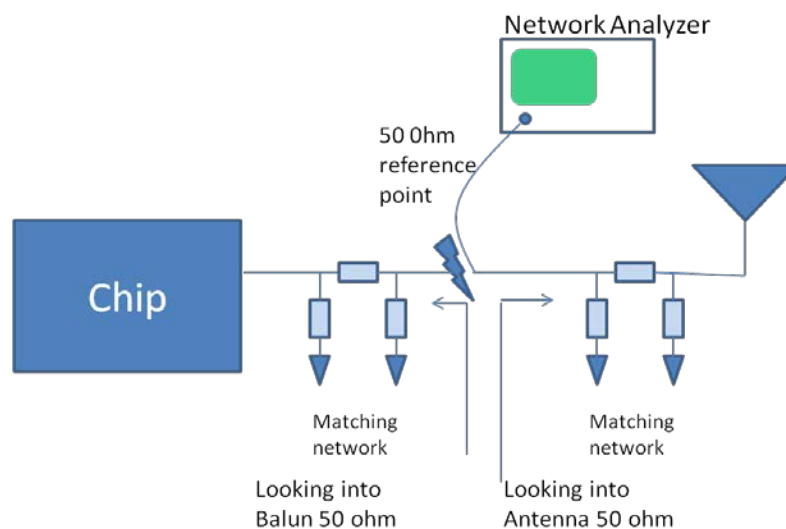 Network Analyzer
50 Ohm
reference
point
Chip
Matching
network
Matching
network
Looking into
Balun 50 ohm
Looking into
Antenna 50 ohm